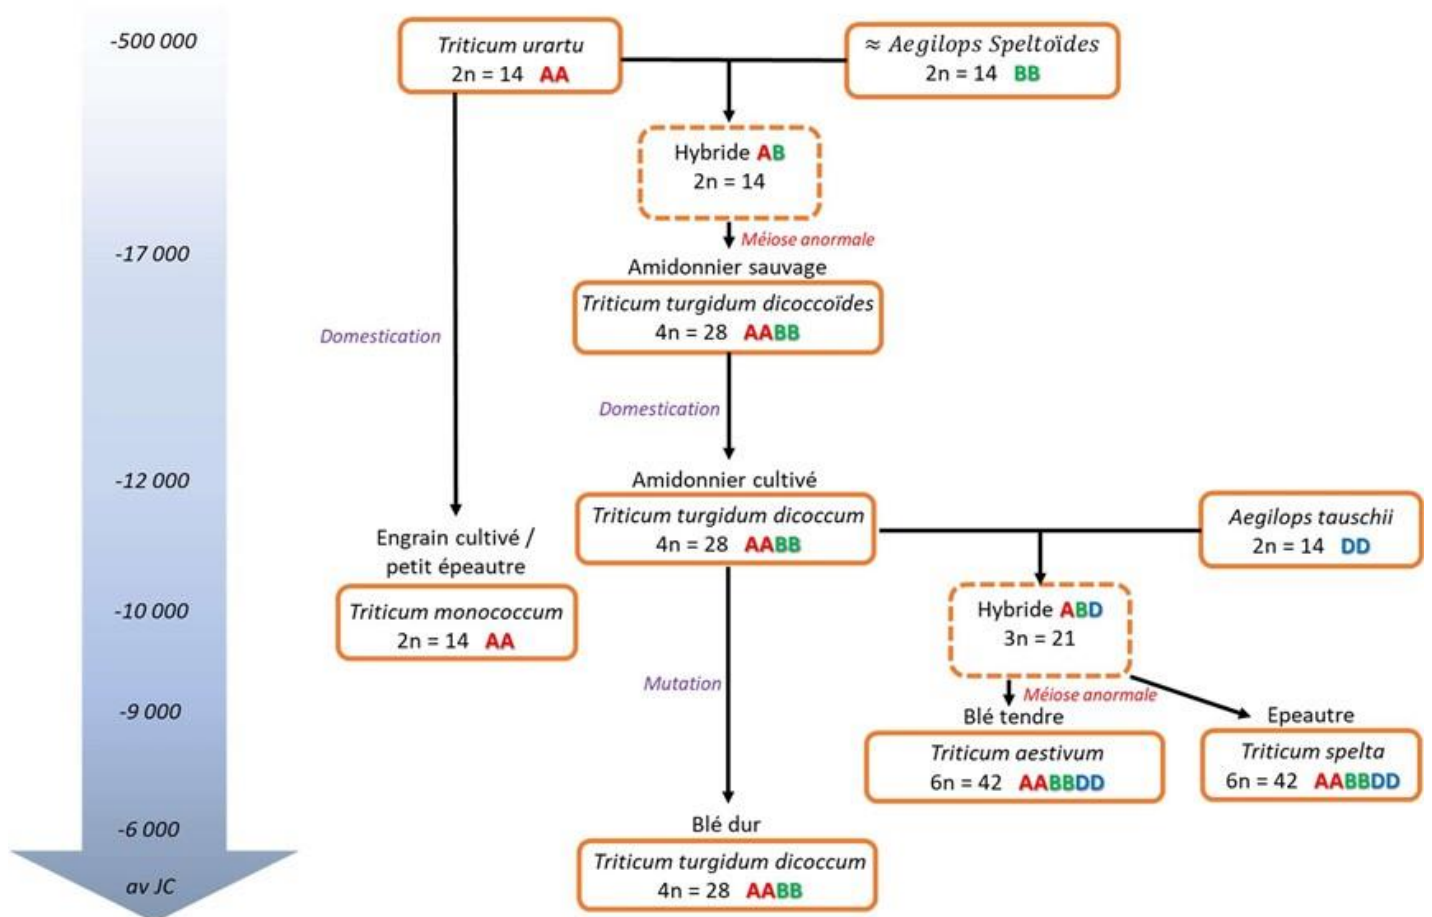 -500 000
Triticum urartu
2n = 14 AA
≈ Aegilops Speltoïdes
2n = 14 BB
Hybride AB
2n = 14
-17 000
Méiose anormale
Amidonnier sauvage
Triticum turgidum dicoccoïdes
4n = 28 AABB
Domestication
Domestication
-12 000
Amidonnier cultivé
Triticum turgidum dicoccum
4n = 28 AABB
Aegilops tauschii
2n = 14 DD
Engrain cultivé /
petit épeautre
-10 000
Triticum monococcum
2n = 14 AA
Hybride ABD
3n = 21
Mutation
Méiose anormale
-9 000
Blé tendre
Triticum aestivum
6n = 42 AABBDD
Epeautre
Triticum spelta
6n = 42 AABBDD
-6 000
Blé dur
Triticum turgidum dicoccum
4n = 28 AABB
av JC